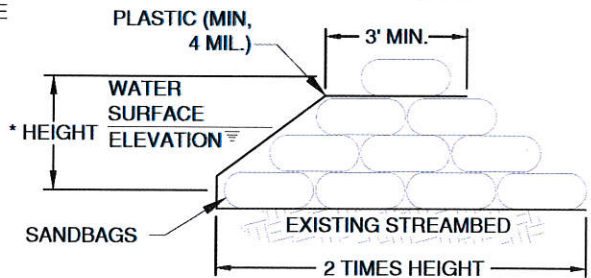 E
PLASTIC (MIN,
4 MIL.)
3' MIN.
WATER
SURFACE
ELEVATION
* HEIGHT
SANDBAGS
EXISTING STREAMBED
2 TIMES HEIGHT